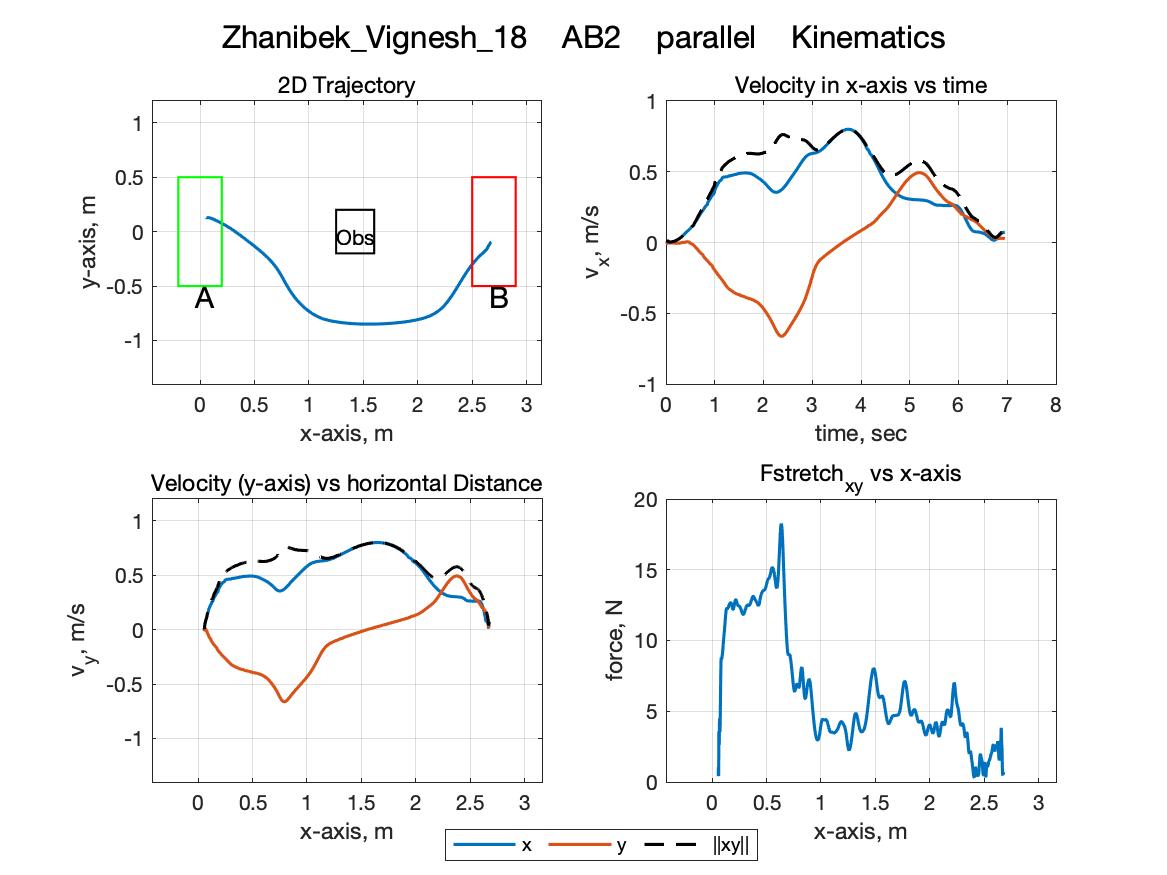 Zhanibek_Vignesh_18 AB2 parallel Kinematics
2D Trajectory
1
0.5
0
-0.5
-1
y-axis, m
Obs
A
B
0 0.5 1 1.5 2 2.5 3
x-axis, m
Velocity in x-axis vs time
1
0.5
0
-0.5
-1
vx, m/s
0 1 2 3 4 5 6 7 8
time, sec
Velocity (y-axis) vs horizontal Distance
1
0.5
0
-0.5
-1
vy, m/s
0 0.5 1 1.5 2 2.5 3
x-axis, m
Fstretchxy vs x-axis
20
15
10
5
0
force, N
0 0.5 1 1.5 2 2.5 3
x-axis, m
x y ||xy||